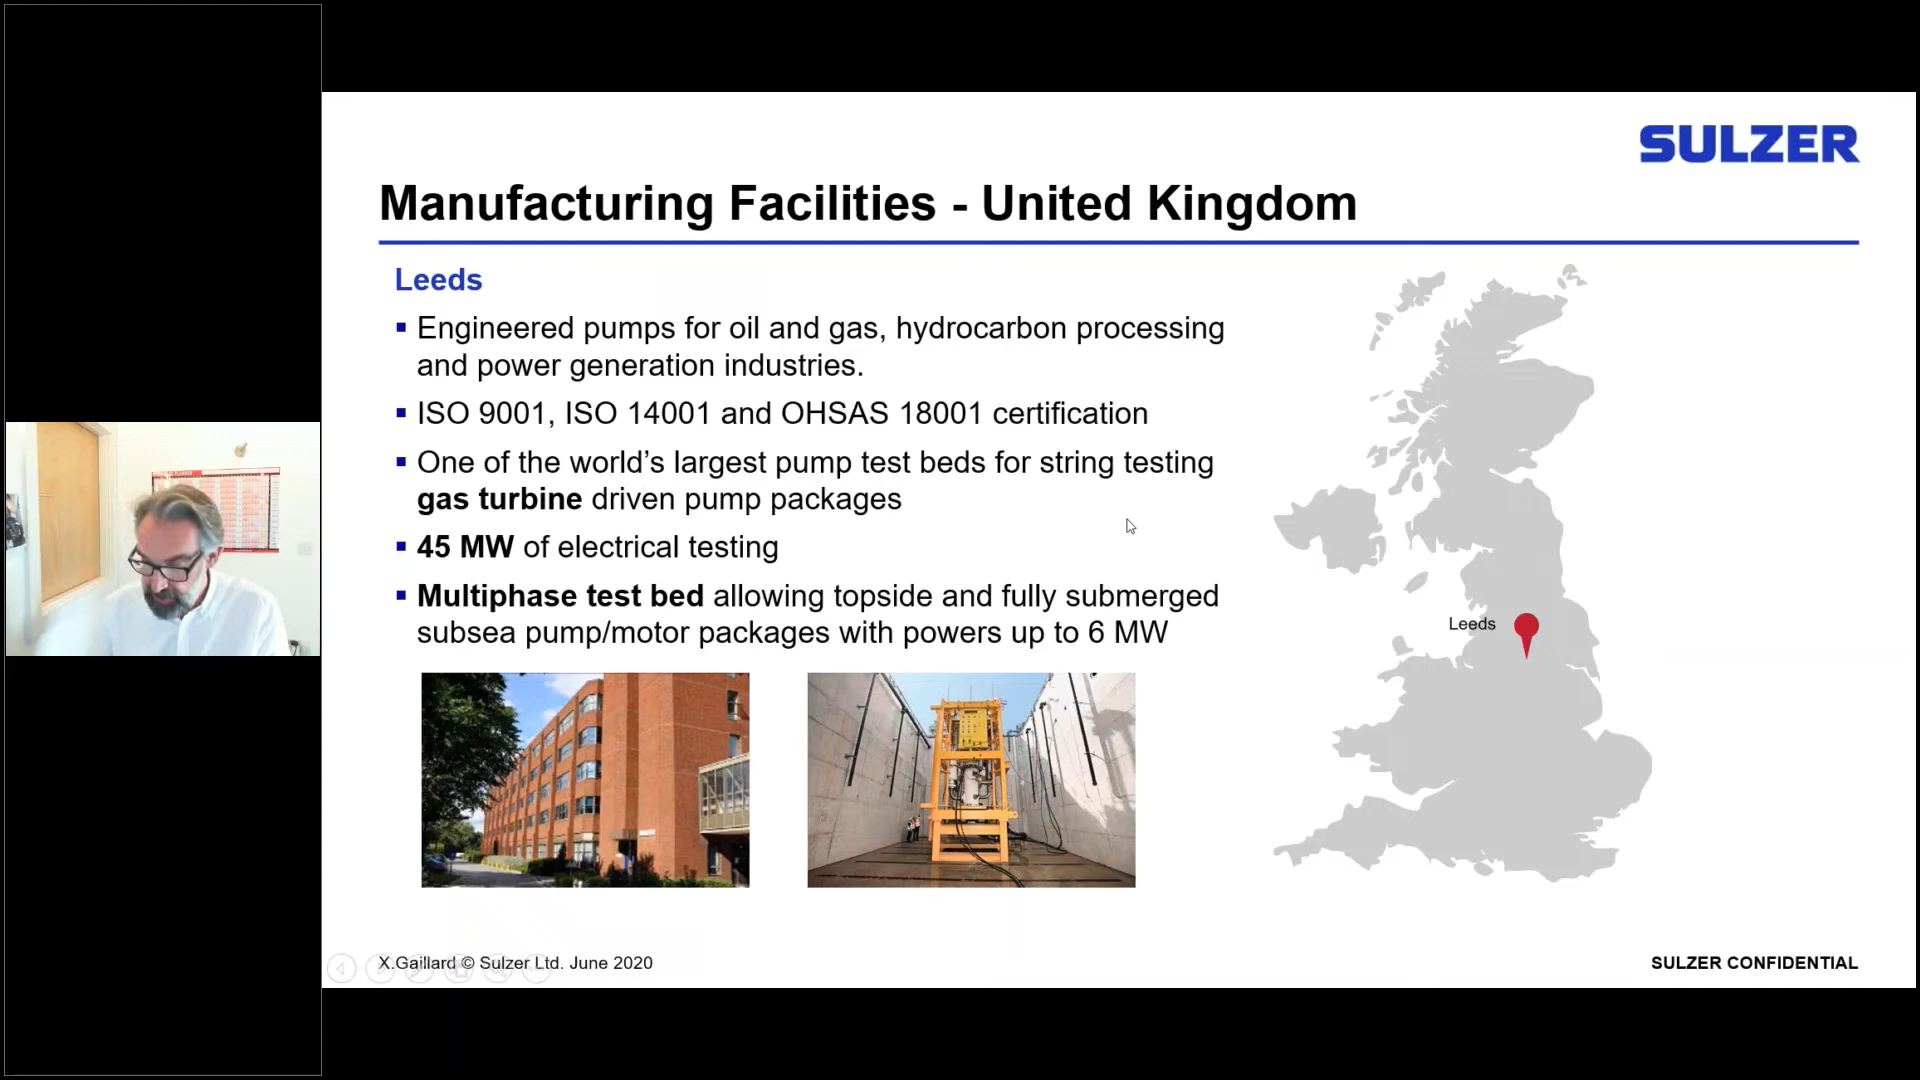 SULZER
Manufacturing Facilities - United Kingdom
Leeds
Engineered pumps for oil and gas, hydrocarbon processing
and power generation industries.
ISO 9001, ISO 14001 and OHSAS 18001 certification
One of the world’s largest pump test beds for string testing
gas turbine driven pump packages
45 MW of electrical testing
Multiphase test bed allowing topside and fully submerged
subsea pump/motor packages with powers up to 6 MW
Leeds
X.Gaillard © Sulzer Ltd. June 2020
SULZER CONFIDENTIAL